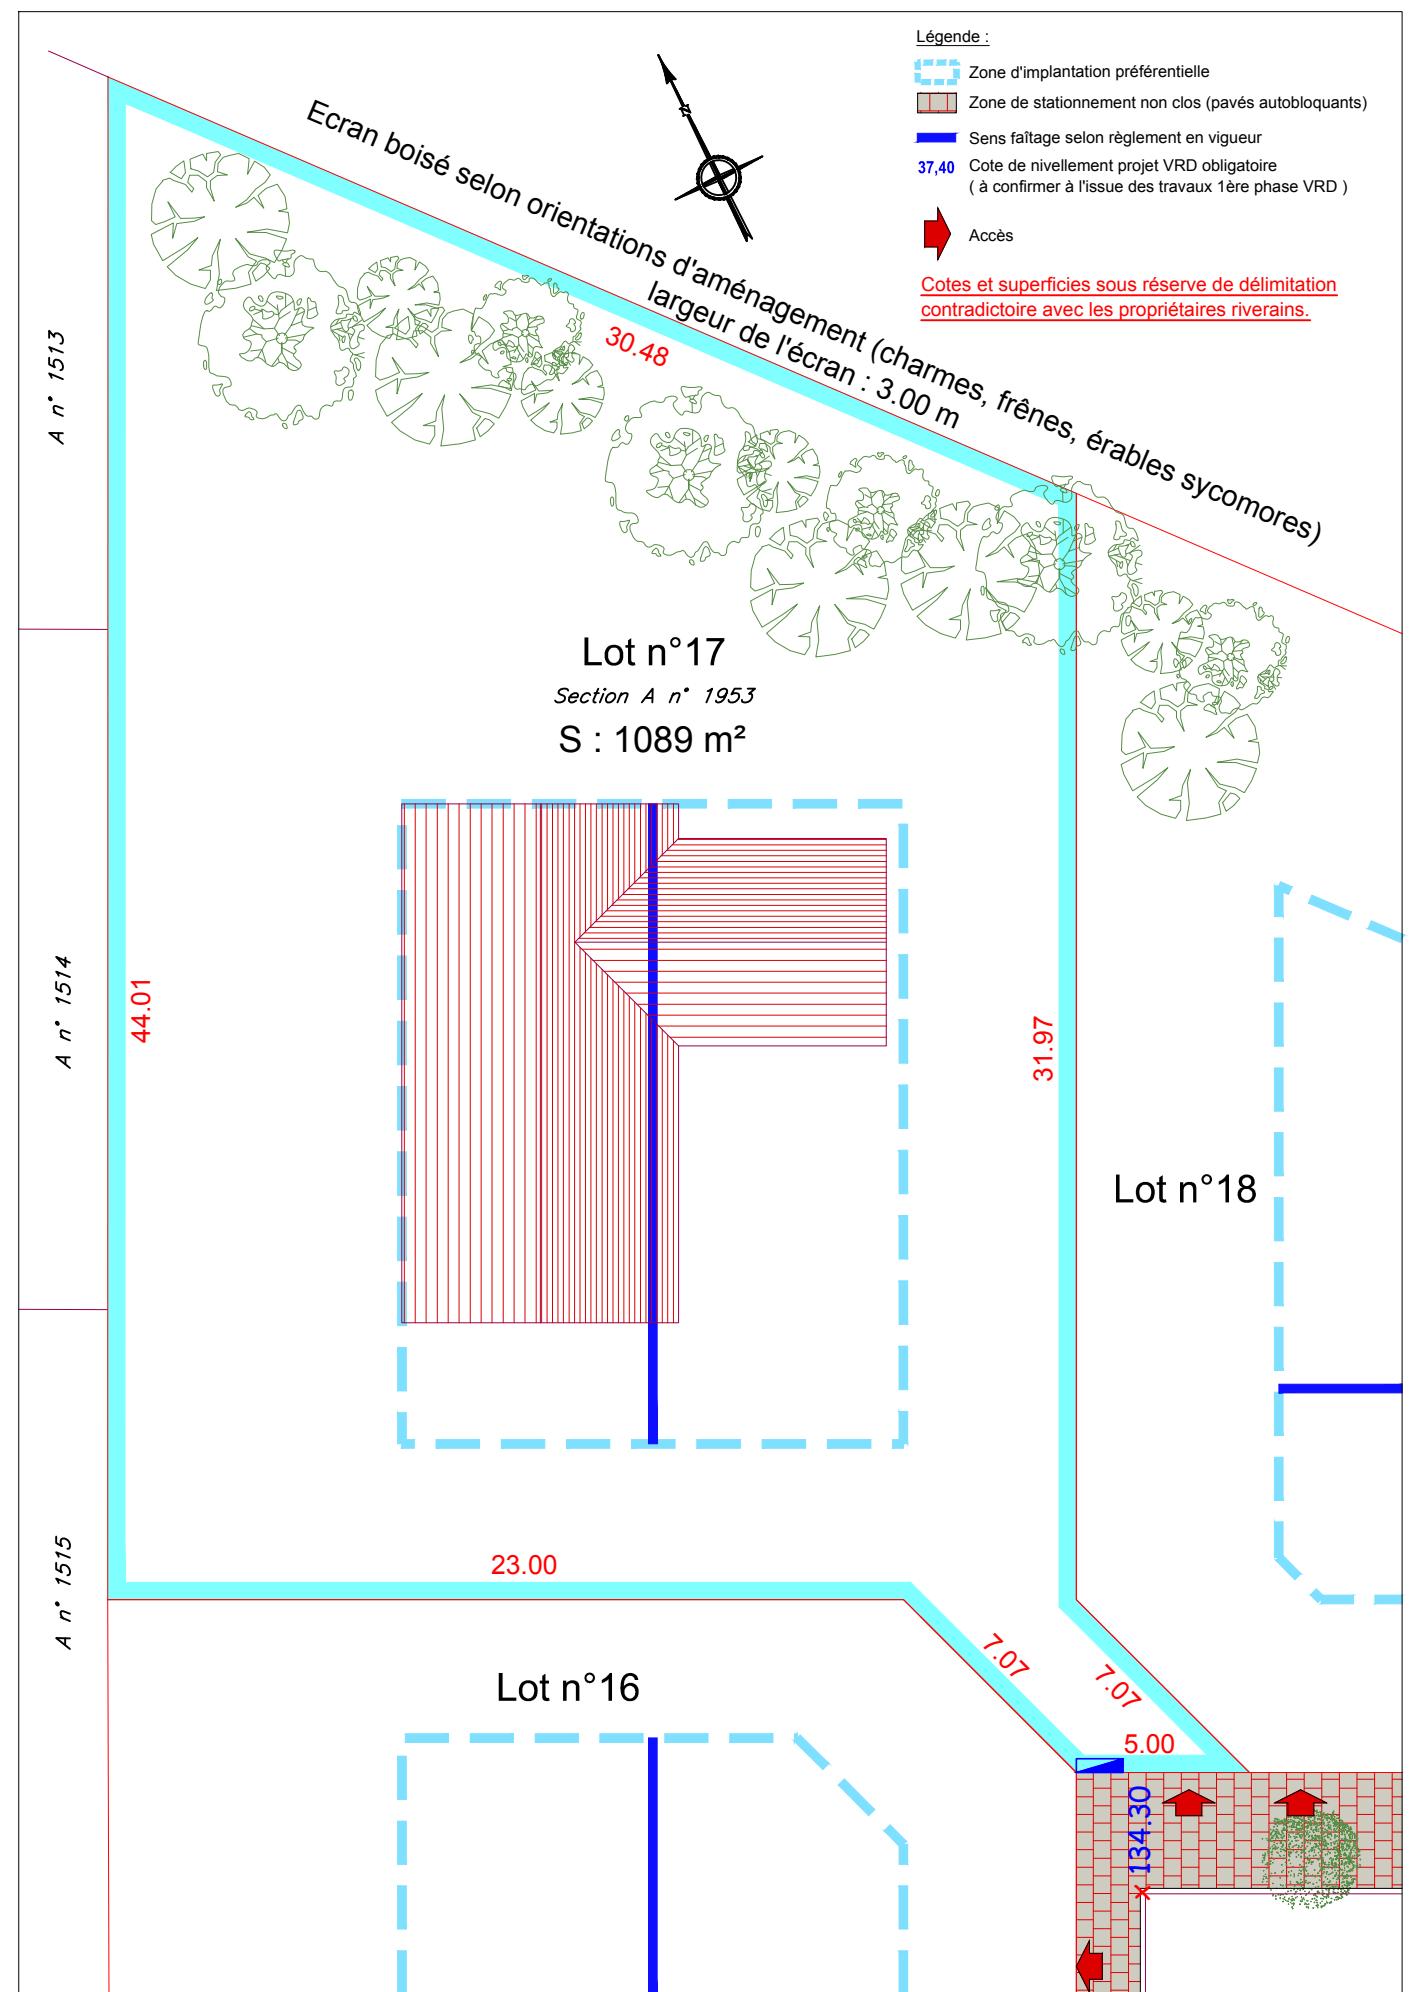 Légende :
Zone d'implantation préférentielle
Zone de stationnement non clos (pavés autobloquants)
Sens faîtage selon règlement en vigueur
37,40 Cote de nivellement projet VRD obligatoire
( à confirmer à l'issue des travaux 1ère phase VRD )
Accès
Cotes et superficies sous réserve de délimitation
contradictoire avec les propriétaires riverains.
N
Ecran boisé selon orientations d'aménagement (charmes, frênes, érables sycomores)
largeur de l'écran : 3.00 m
30.48
A n° 1513
Lot n°17
Section A n° 1953
S : 1089 m²
A n° 1514
44.01
31.97
Lot n°18
A n° 1515
23.00
7.07
7.07
Lot n°16
5.00
134.30